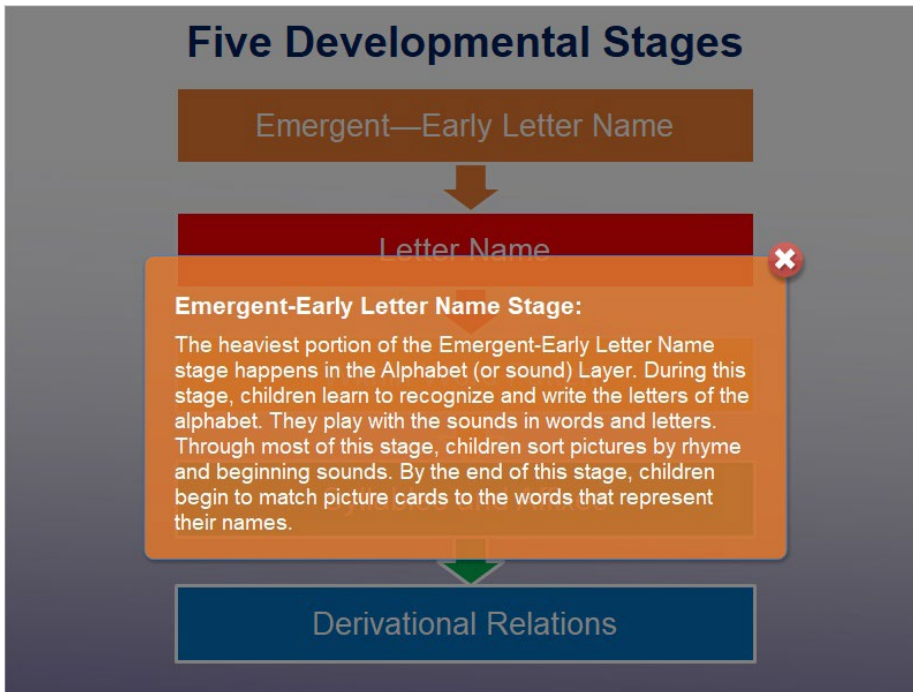 Five Developmental Stages
Emergent—Early Letter Name
Letter Name
Emergent-Early Letter Name Stage:
The heaviest portion of the Emergent-Early Letter Name
stage happens in the Alphabet (or sound) Layer. During this
stage, children learn to recognize and write the letters of the
alphabet. They play with the sounds in words and letters.
Through most of this stage, children sort pictures by rhyme
and beginning sounds. By the end of this stage, children
begin to match picture cards to the words that represent
their names.
Derivational Relations